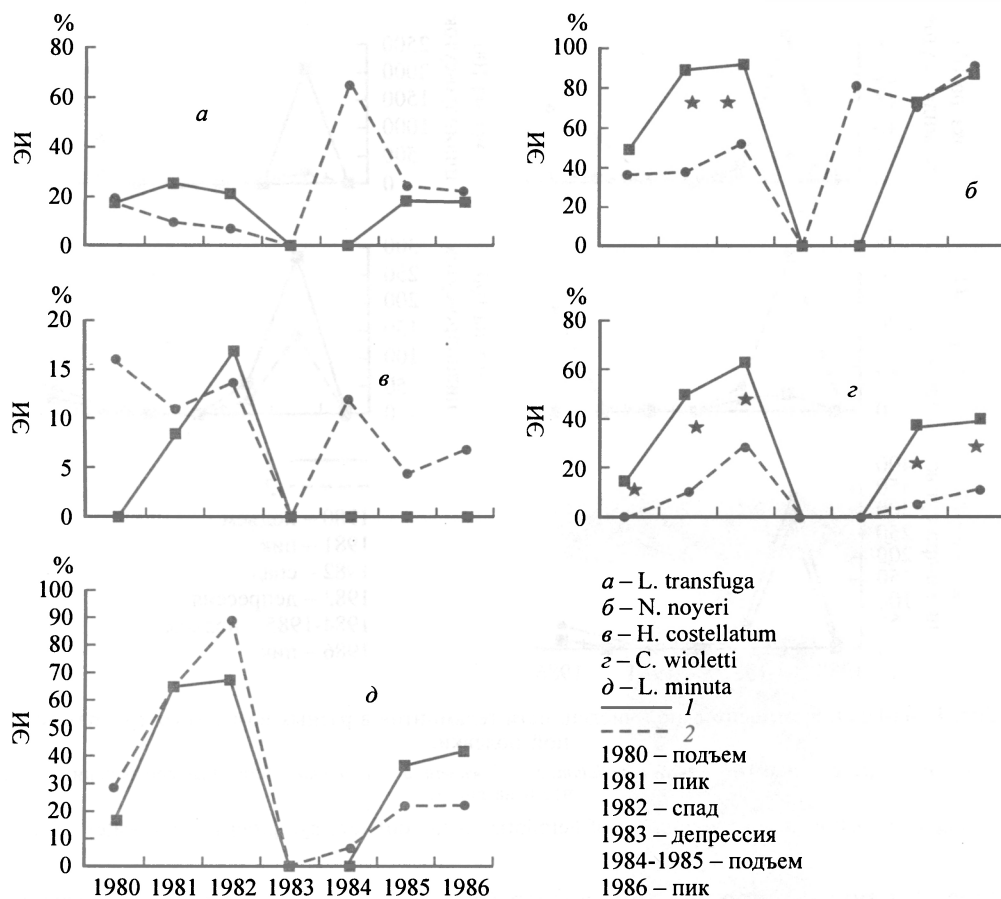 %
80
60
40
20
0
ЭИ
а
%
100
80
60
40
20
0
ЭИ
б
%
20
15
10
5
0
ЭИ
в
%
80
60
40
20
0
ЭИ
г
%
100
90
80
70
60
50
40
30
20
10
0
ЭИ
д
1980 1981 1982 1983 1984 1985 1986
а – L. transfuga
б – N. noyeri
в – H. costellatum
г – C. wioletti
д – L. minuta
1
2
1980 – подъем
1981 – пик
1982 – спад
1983 – депрессия
1984-1985 – подъем
1986 – пик